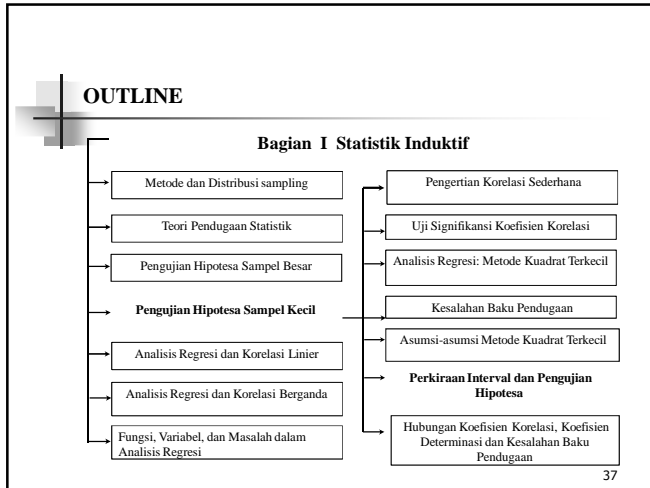 OUTLINE
Bagian I Statistik Induktif
Metode dan Distribusi sampling
Teori Pendugaan Statistik
Pengujian Hipotesa Sampel Besar
Pengujian Hipotesa Sampel Kecil
Analisis Regresi dan Korelasi Linier
Analisis Regresi dan Korelasi Berganda
Fungsi, Variabel, dan Masalah dalam
Analisis Regresi
Pengertian Korelasi Sederhana
Uji Signifikansi Koefisien Korelasi
Analisis Regresi: Metode Kuadrat Terkecil
Kesalahan Baku Pendugaan
Asumsi-asumsi Metode Kuadrat Terkecil
Perkiraan Interval dan Pengujian
Hipotesa
Hubungan Koefisien Korelasi, Koefisien
Determinasi dan Kesalahan Baku
Pendugaan
37